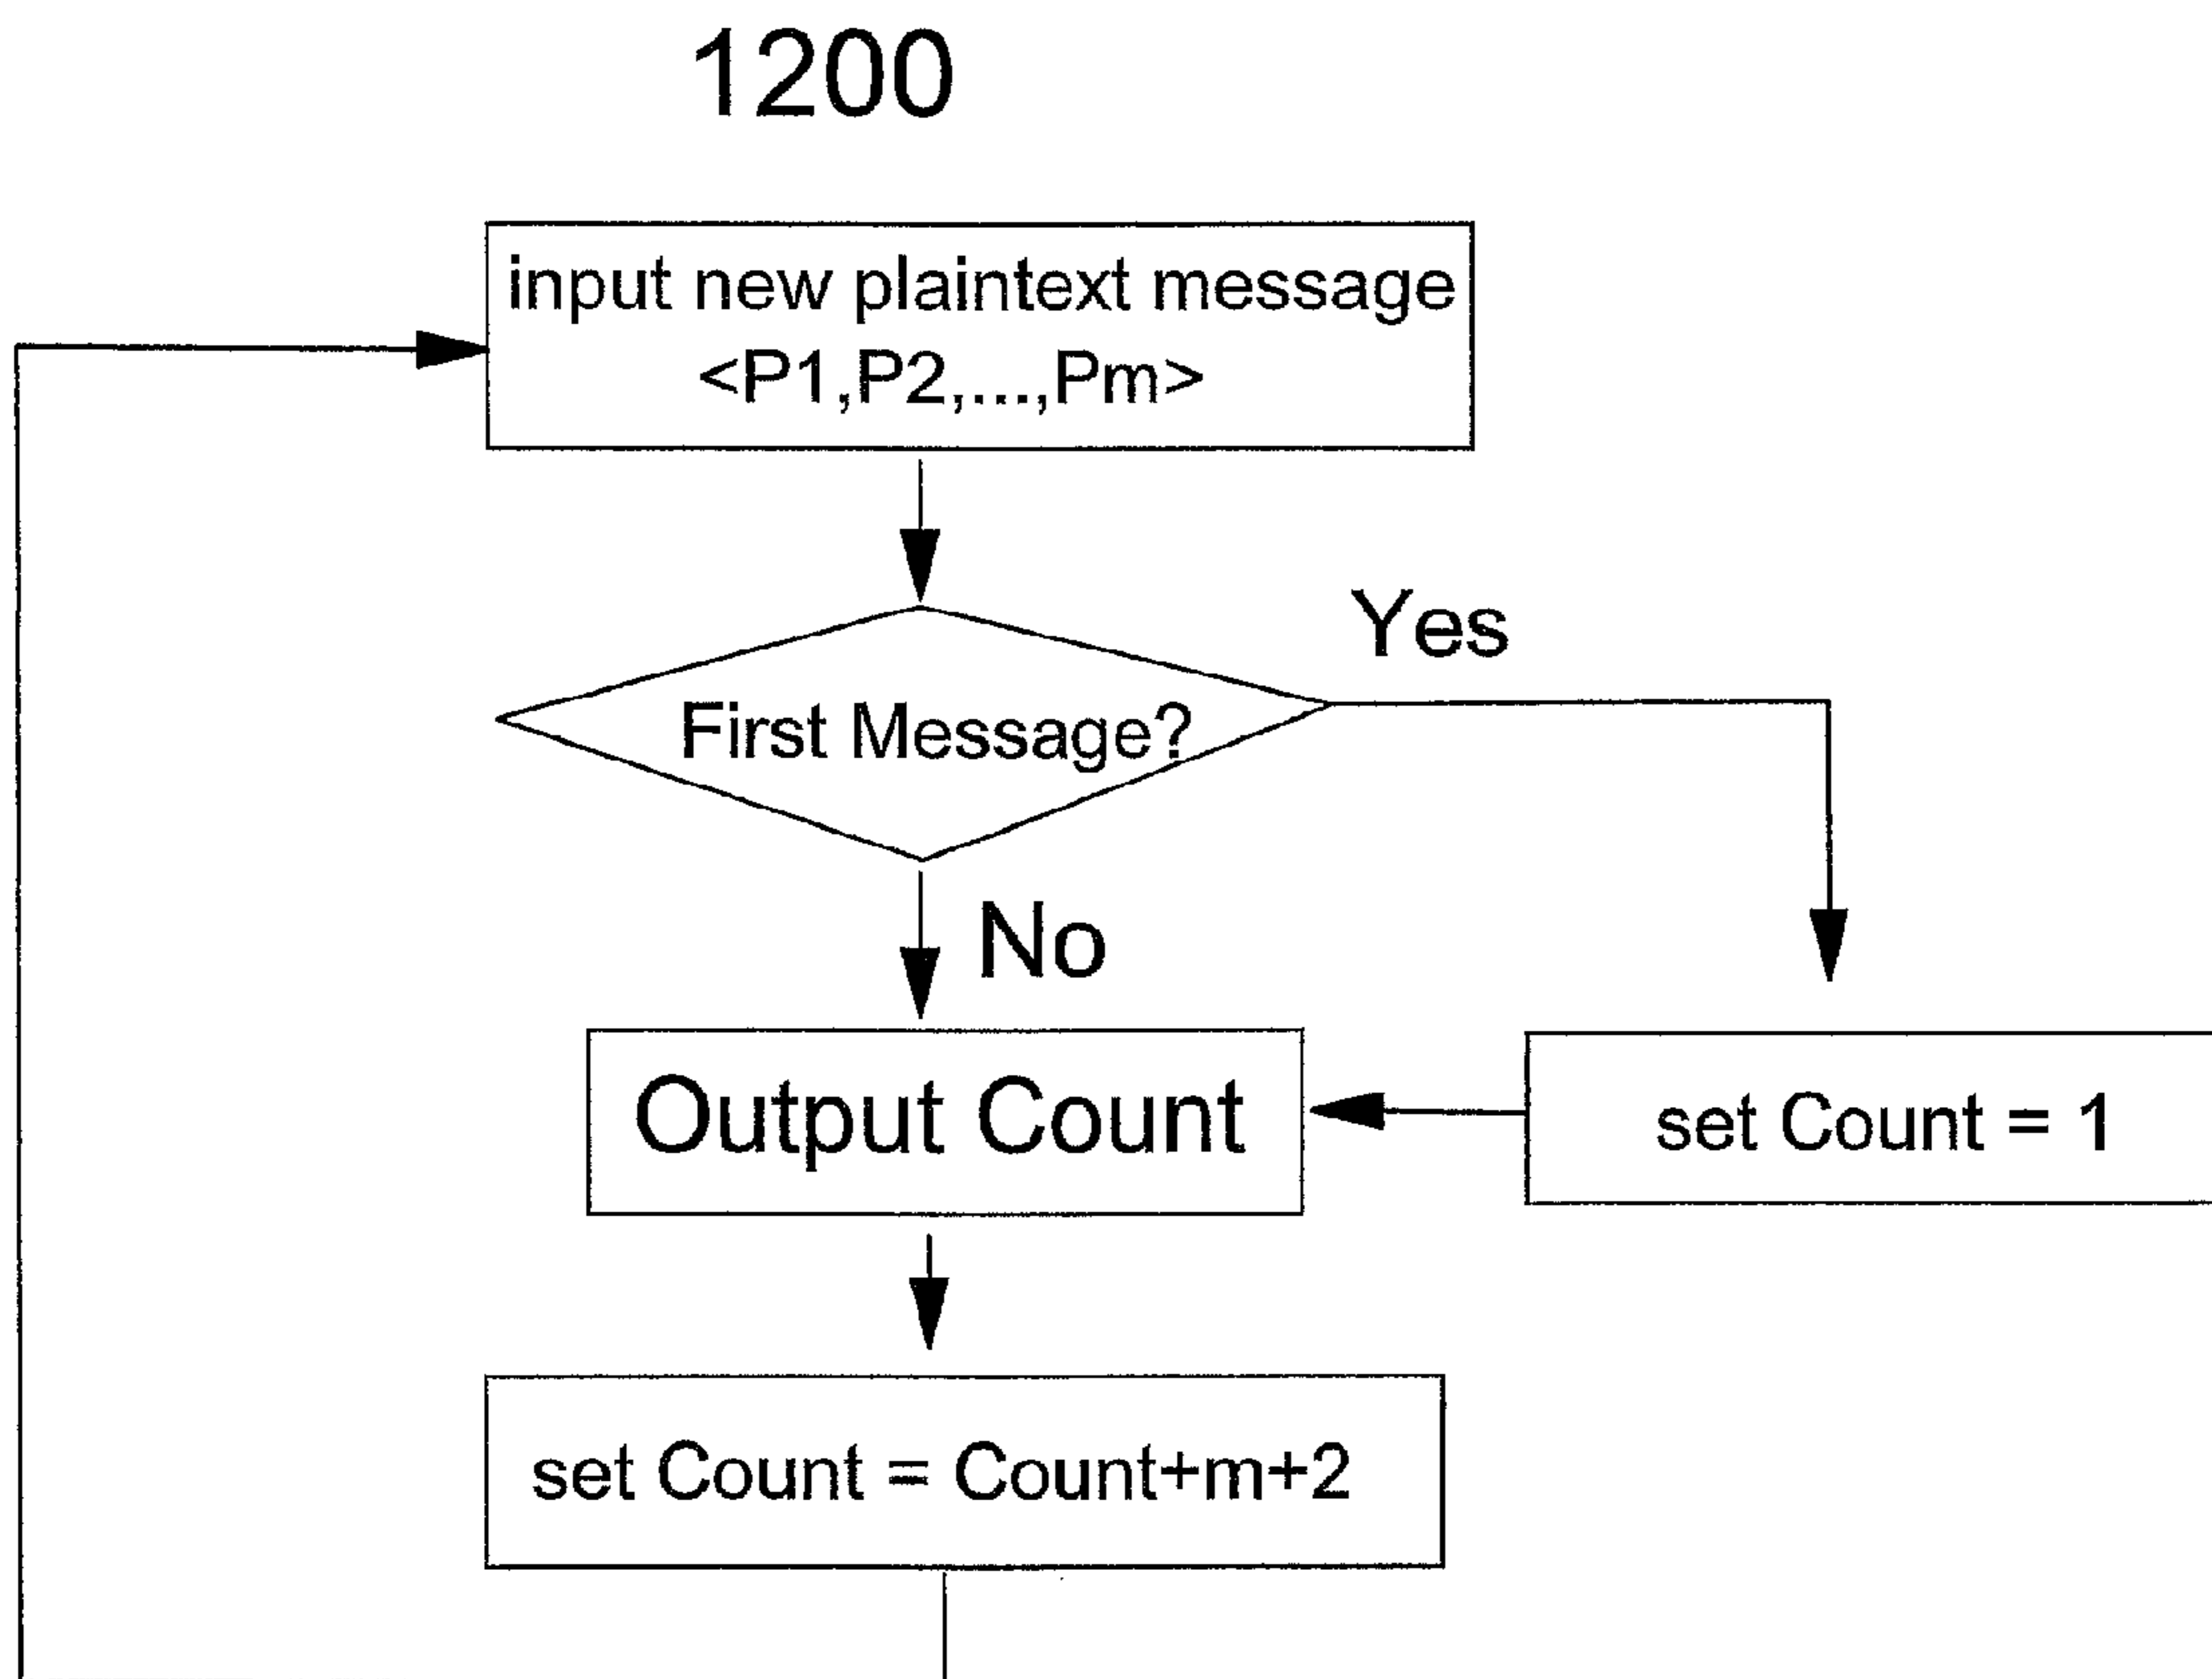 1200
input new plaintext message
<P1,P2,...,Pm>
Yes
First Message?
No
Output Count
set Count = 1
set Count = Count+m+2